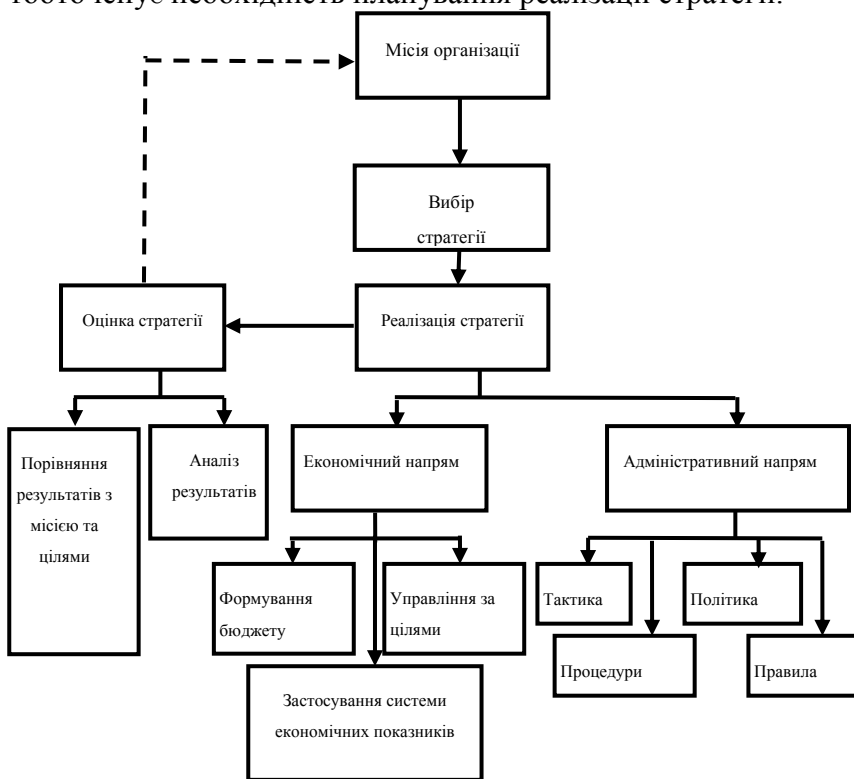 тобто існує необхідність планування реалізації стратегії.
Місія організації
Вибір
стратегії
Оцінка стратегії
Реалізація стратегії
Порівняння
результатів з
місією та
цілями
Аналіз
результатів
Економічний напрям
Адміністративний напрям
Формування
бюджету
Управління за
цілями
Застосування системи
економічних показників
Тактика
Політика
Процедури
Правила